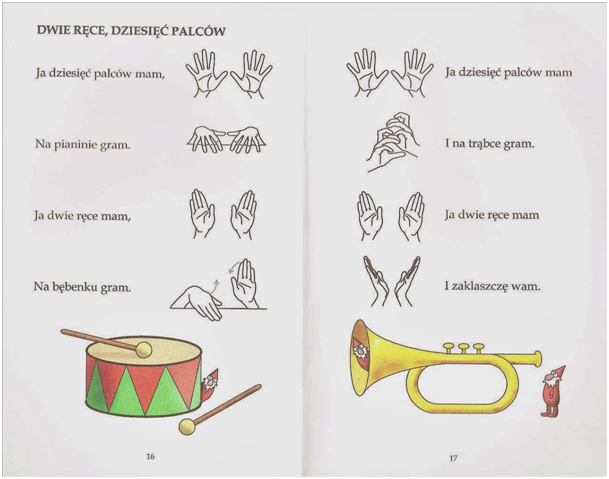 DWIE RĘCE, DZIESIĘĆ PALCÓW
Ja dziesięć palców mam,
Na pianinie gram.
Ja dwie ręce mam,
Na bębenku gram.
16
Ja dziesięć palców mam
I na trąbce gram.
Ja dwie ręce mam
I zaklaszczę wam.
17